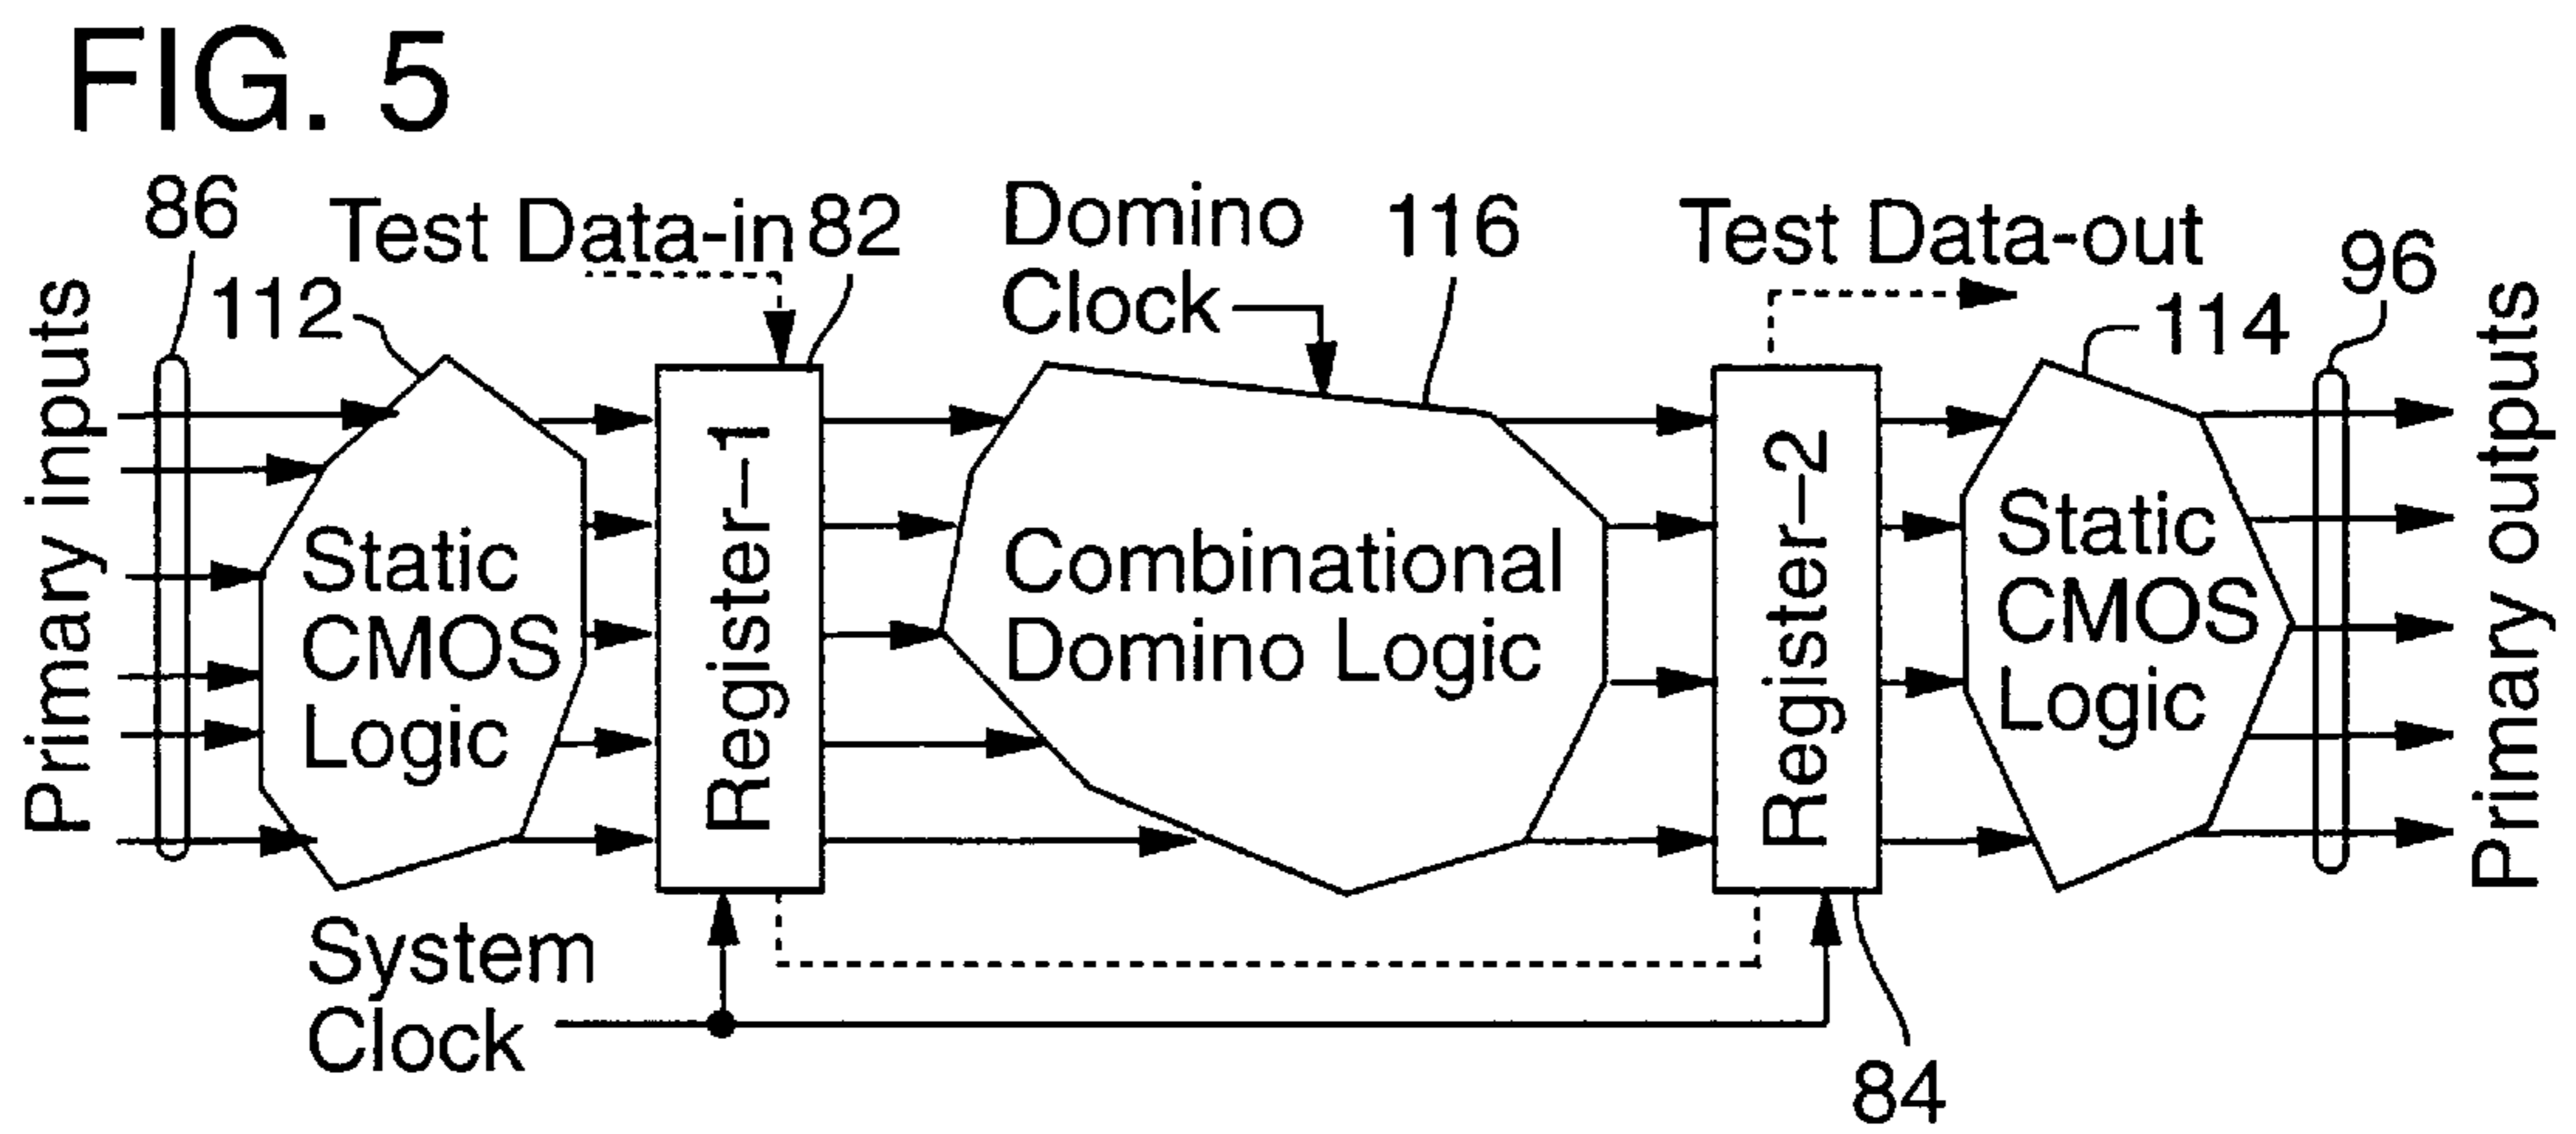 FIG. 5
86
Test Data-in
82
Domino
Clock
116
Test Data-out
96
112
114
Primary inputs
Static
CMOS
Logic
Register–1
Combinational
Domino Logic
Register–2
Static
CMOS
Logic
Primary outputs
System
Clock
84